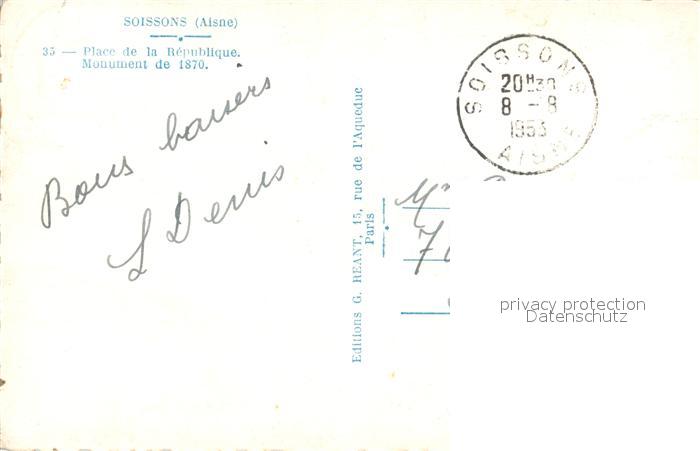 SOISSONS (Aisne)
35 — Place de la République.
Monument de 1870.
Bons baisers
L Denis
Editions G. REANT, 15, rue de l'Aqueduc
Paris
SOISSONS
20H30
8 - 8
1953
AISNE
privacy protection
Datenschutz